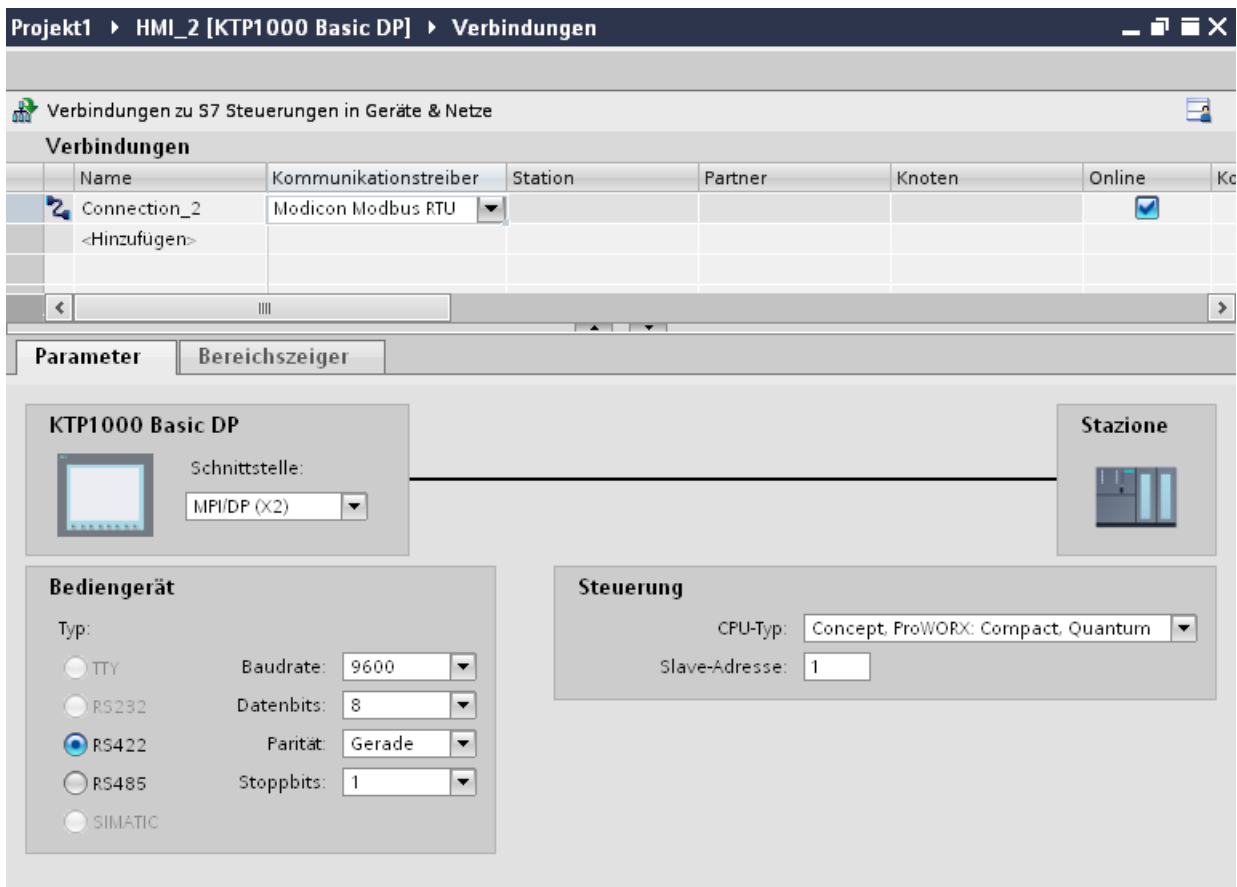 Projekt1 ▸ HMI_2 [KTP1000 Basic DP] ▸ Verbindungen
Verbindungen zu S7 Steuerungen in Geräte & Netze
Verbindungen
Name Kommunikationstreiber Station Partner Knoten Online Ko
Connection_2 Modicon Modbus RTU
<Hinzufügen>
Parameter Bereichszeiger
KTP1000 Basic DP Stazione
Schnittstelle:
MPI/DP (X2)
Bediengerät
Typ:
TTY Baudrate: 9600
RS232 Datenbits: 8
RS422 Parität: Gerade
RS485 Stoppbits: 1
SIMATIC
Steuerung
CPU-Typ: Concept, ProWORX: Compact, Quantum
Slave-Adresse: 1